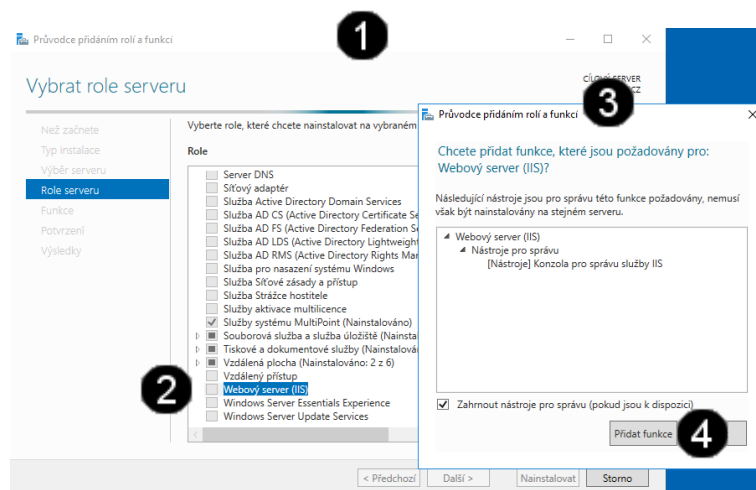 1
Průvodce přidáním rolí a funkcí
Vybrat role serveru
CÍLOVÝ SERVER
CZ
Než začnete
Typ instalace
Výběr serveru
Role serveru
Funkce
Potvrzení
Výsledky
Vyberte role, které chcete nainstalovat na vybraném
Role
Server DNS
Síťový adaptér
Služba Active Directory Domain Services
Služba AD CS (Active Directory Certificate Se
Služba AD FS (Active Directory Federation Se
Služba AD LDS (Active Directory Lightweight
Služba AD RMS (Active Directory Rights Man
Služba pro nasazení systému Windows
Služba Síťové zásady a přístup
Služba Strážce hostitele
Služby aktivace multilicence
Služby systému MultiPoint (Nainstalováno)
Souborová služba a služba úložiště (Nainsta
Tiskové a dokumentové služby (Nainstalová
Vzdálená plocha (Nainstalováno: 2 z 6)
Vzdálený přístup
2
Webový server (IIS)
Windows Server Essentials Experience
Windows Server Update Services
< Předchozí
Další >
Nainstalovat
Storno
3
Průvodce přidáním rolí a funkcí
Chcete přidat funkce, které jsou požadovány pro:
Webový server (IIS)?
Následující nástroje jsou pro správu této funkce požadovány, nemusí
však být nainstalovány na stejném serveru.
Webový server (IIS)
Nástroje pro správu
[Nástroje] Konzola pro správu služby IIS
Zahrnout nástroje pro správu (pokud jsou k dispozici)
Přidat funkce
4